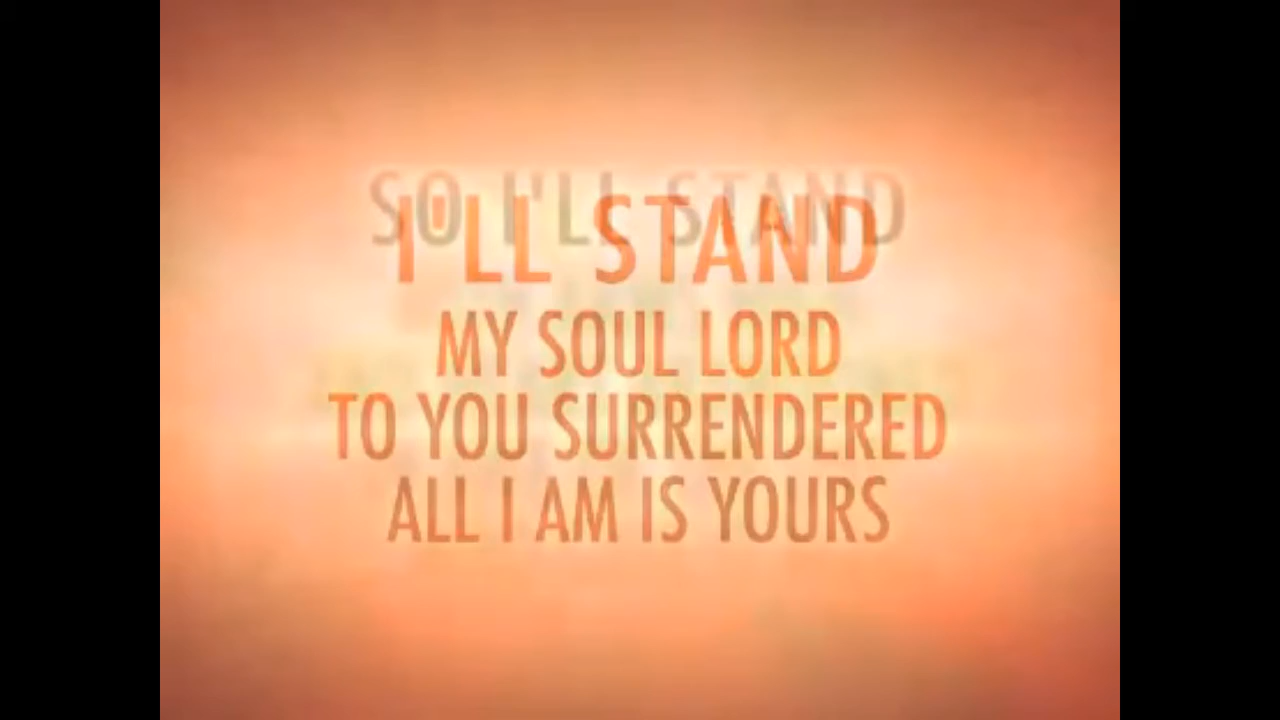 SO I'LL STAND
I'LL STAND
MY SOUL LORD
TO YOU SURRENDERED
ALL I AM IS YOURS